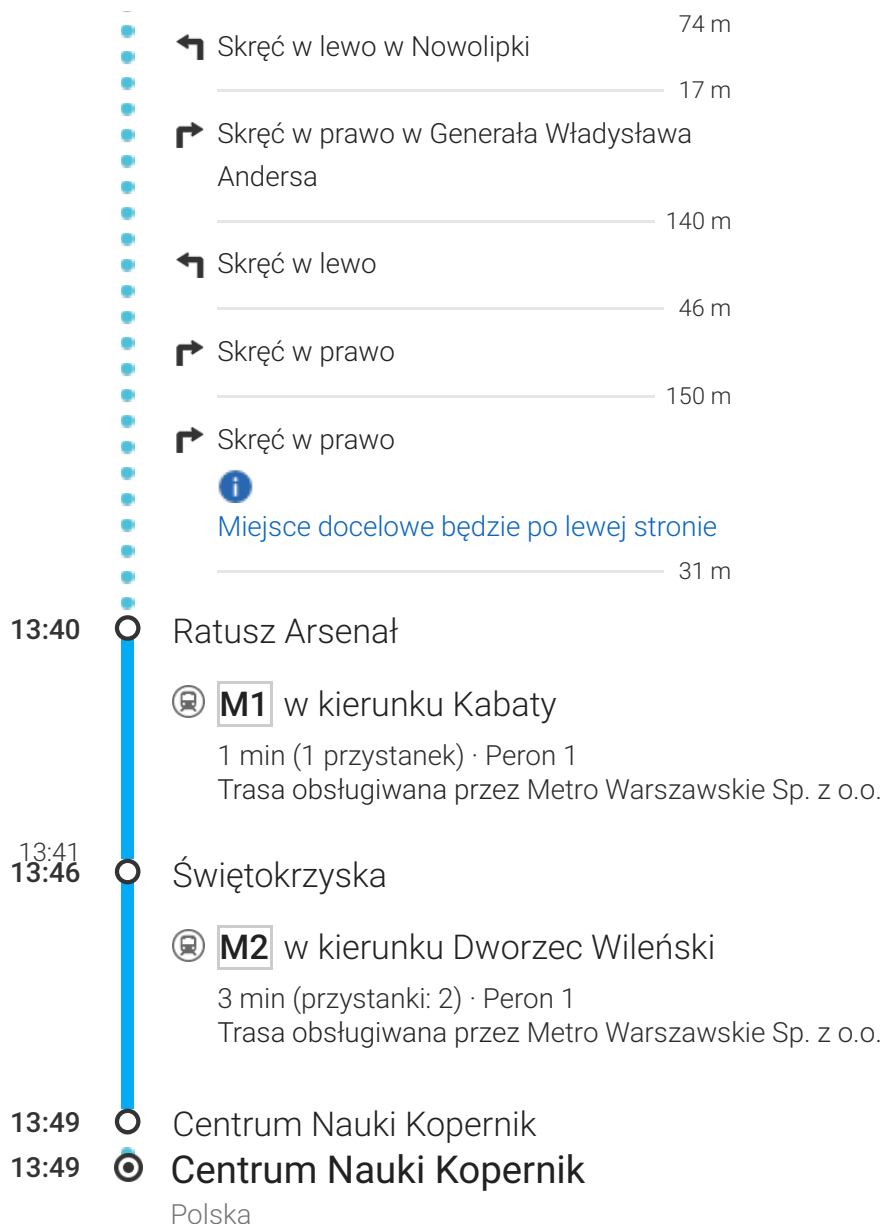 74 m
Skręć w lewo w Nowolipki
17 m
Skręć w prawo w Generała Władysława
Andersa
140 m
Skręć w lewo
46 m
Skręć w prawo
150 m
Skręć w prawo
Miejsce docelowe będzie po lewej stronie
31 m
13:40 Ratusz Arsenał
M1 w kierunku Kabaty
1 min (1 przystanek) · Peron 1
Trasa obsługiwana przez Metro Warszawskie Sp. z o.o.
13:41
13:46 Świętokrzyska
M2 w kierunku Dworzec Wileński
3 min (przystanki: 2) · Peron 1
Trasa obsługiwana przez Metro Warszawskie Sp. z o.o.
13:49 Centrum Nauki Kopernik
13:49 Centrum Nauki Kopernik
Polska